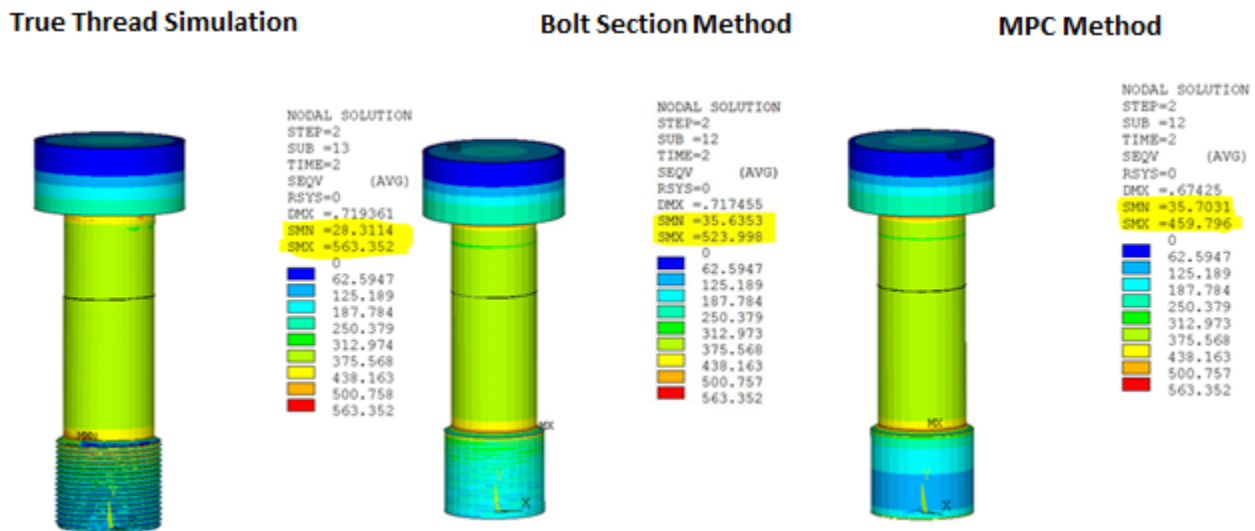 True Thread Simulation
Bolt Section Method
MPC Method
NODAL SOLUTION
STEP=2
SUB =13
TIME=2
SEQV (AVG)
RSYS=0
DMX =.719361
SMN =28.3114
SMX =563.352
0
62.5947
125.189
187.784
250.379
312.974
375.568
438.163
500.758
563.352
NODAL SOLUTION
STEP=2
SUB =12
TIME=2
SEQV (AVG)
RSYS=0
DMX =.717455
SMN =35.6353
SMX =523.998
0
62.5947
125.189
187.784
250.379
312.973
375.568
438.163
500.757
563.352
MX
Y
X
NODAL SOLUTION
STEP=2
SUB =12
TIME=2
SEQV (AVG)
RSYS=0
DMX =.67425
SMN =35.7031
SMX =459.796
0
62.5947
125.189
187.784
250.379
312.973
375.568
438.163
500.757
563.352
MX
Y
X